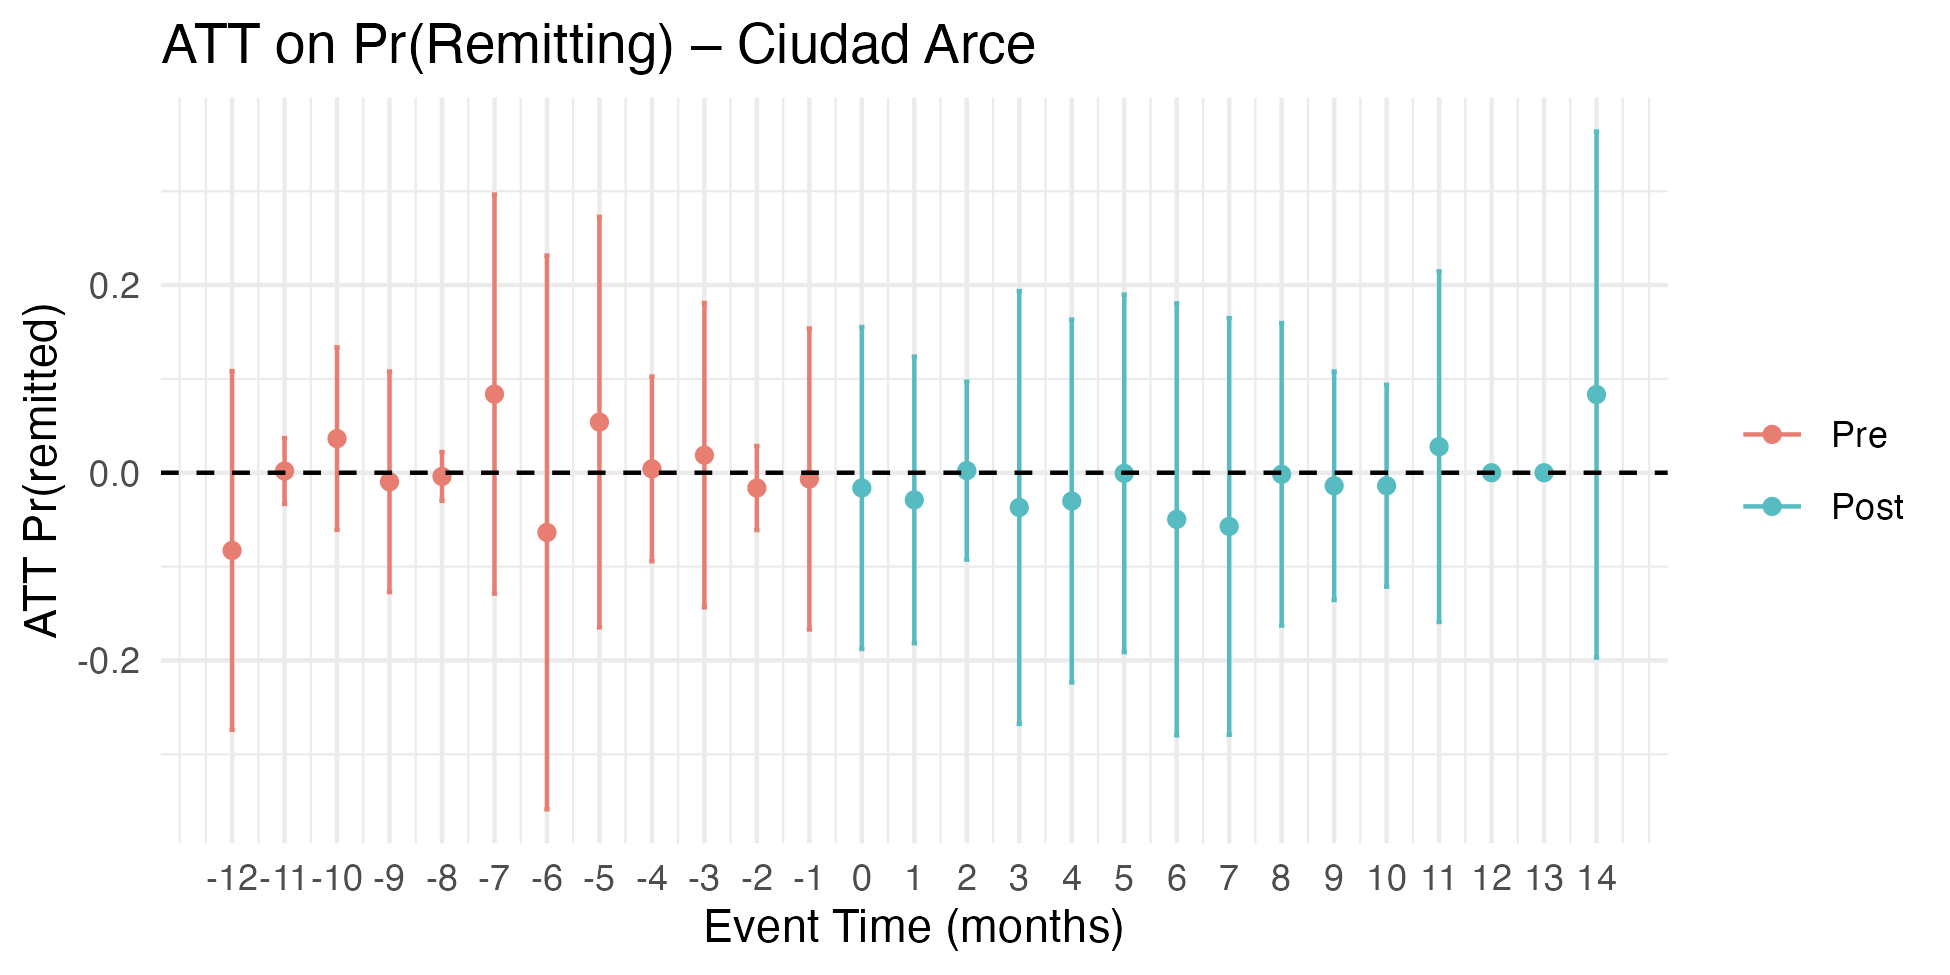 ATT on Pr(Remitting) – Ciudad Arce
ATT Pr(remitted)
0.2
0.0
-0.2
-12 -11 -10 -9 -8 -7 -6 -5 -4 -3 -2 -1 0 1 2 3 4 5 6 7 8 9 10 11 12 13 14
Event Time (months)
Pre
Post